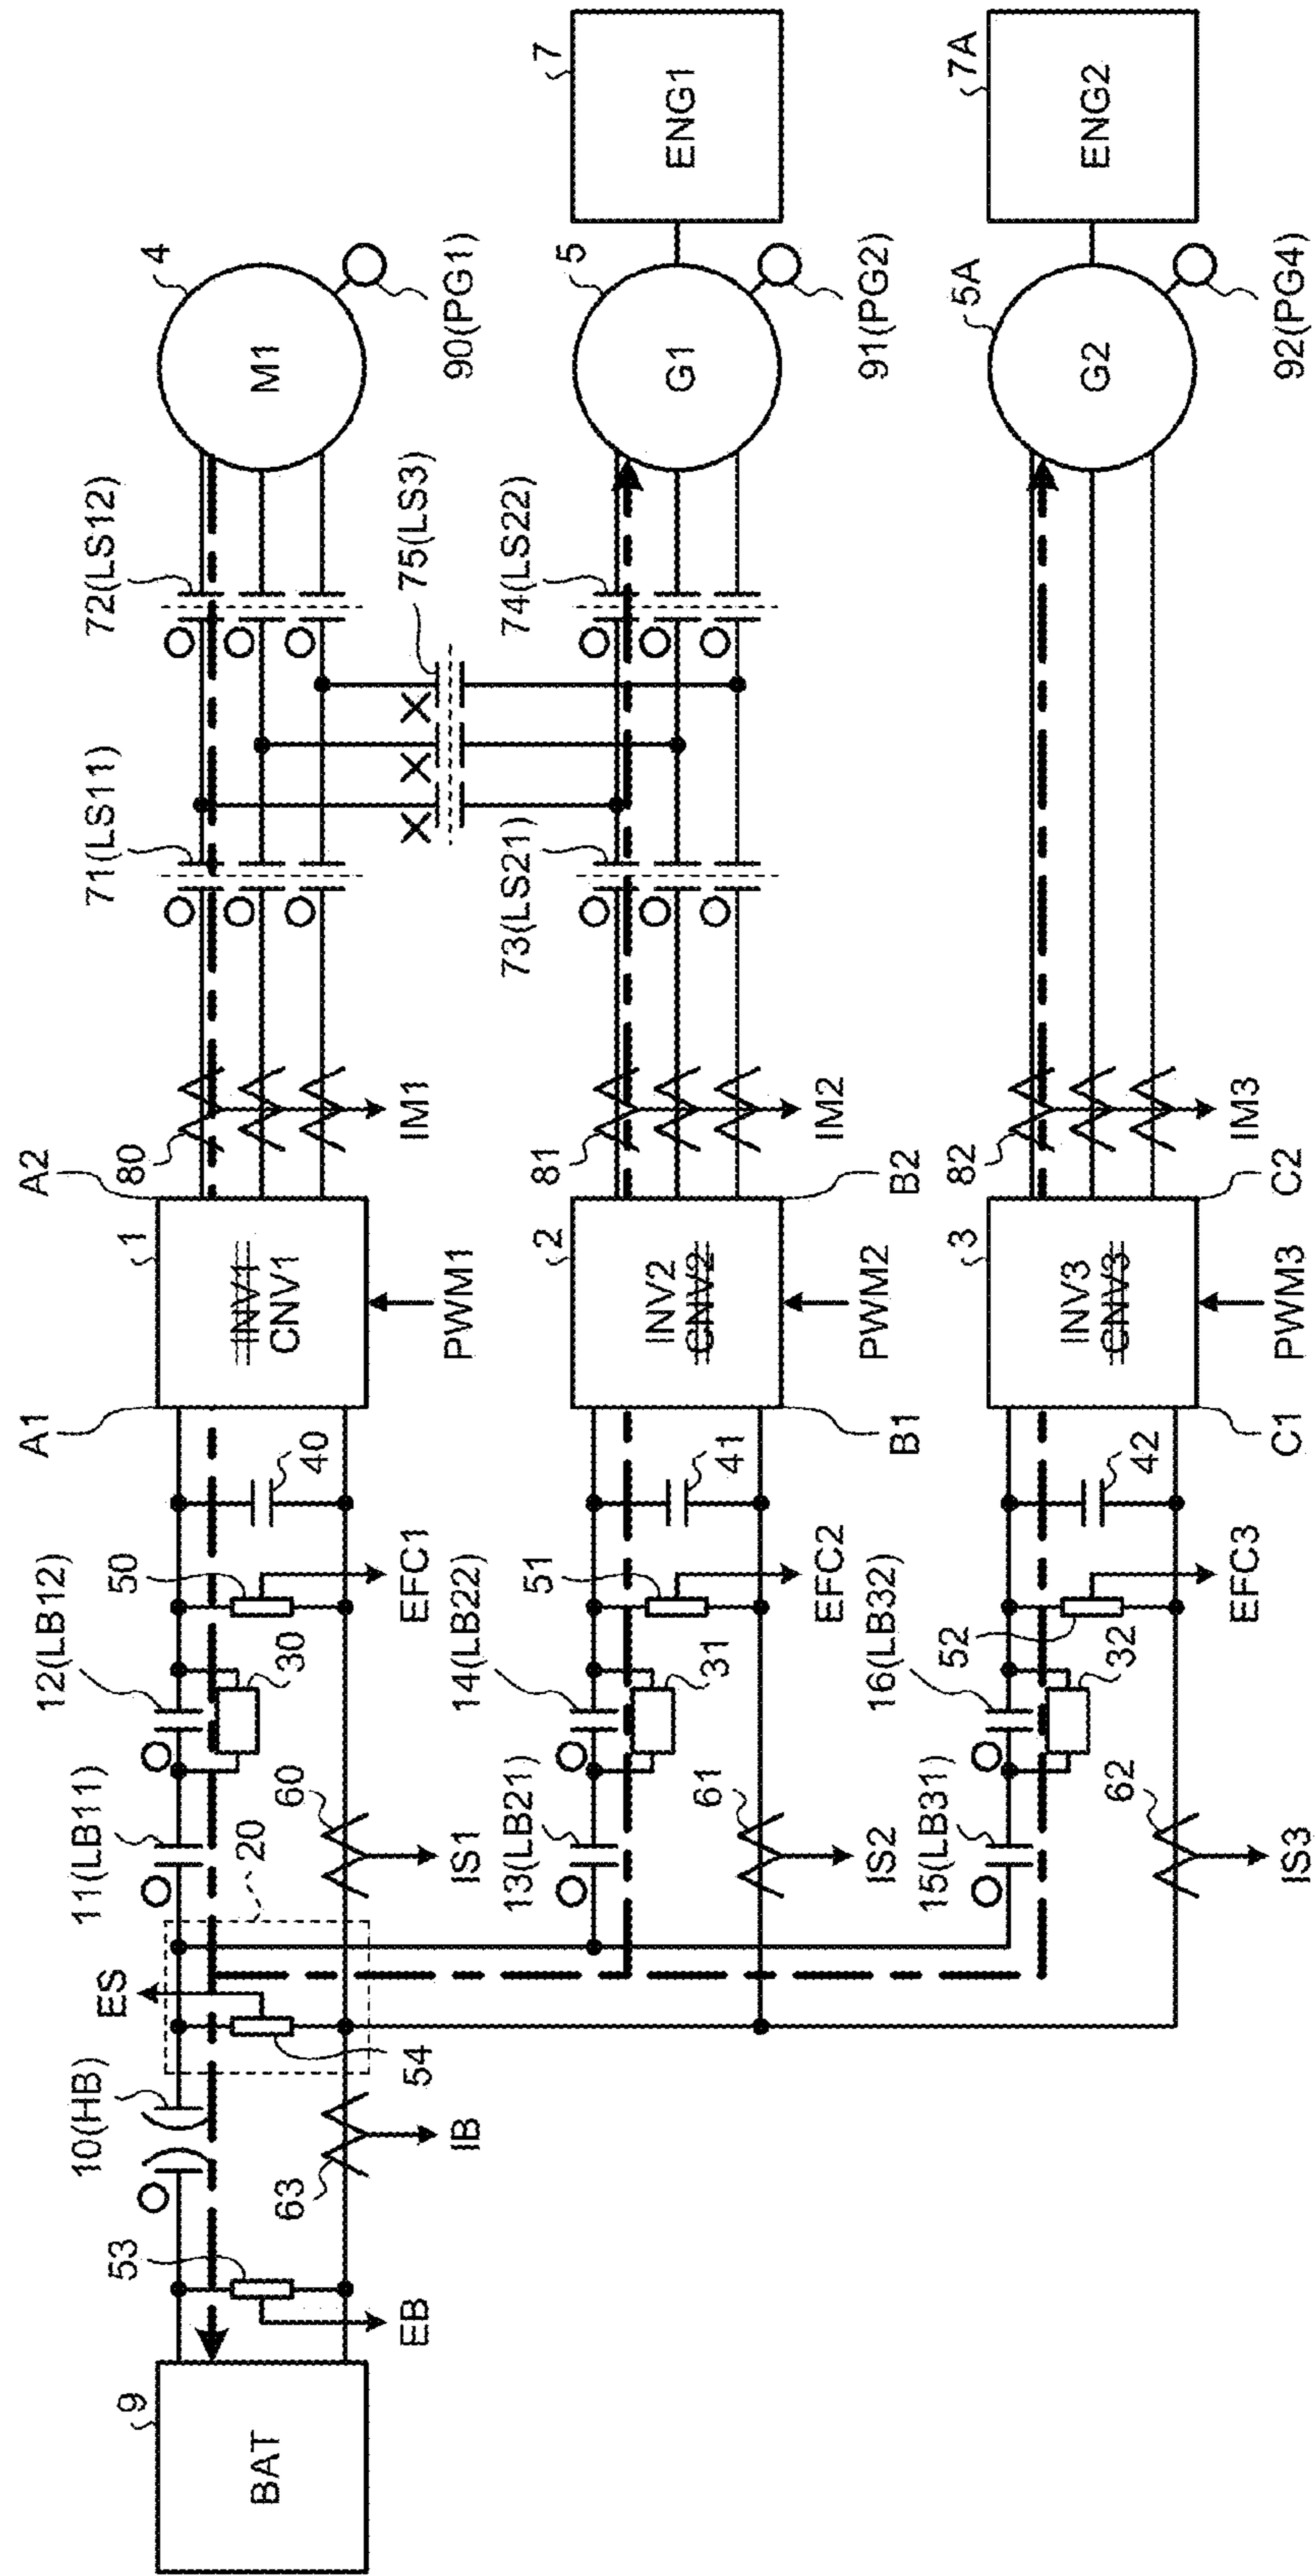 9
BAT
53
EB
10(HB)
63
IB
ES
54
20
11(LB11)
60
IS1
12(LB12)
30
50
EFC1
40
A1
1
A2
INV1
CNV1
PWM1
80
IM1
71(LS11)
72(LS12)
75(LS3)
4
M1
90(PG1)
13(LB21)
61
IS2
14(LB22)
31
51
EFC2
41
B1
2
B2
INV2
CNV2
PWM2
81
IM2
73(LS21)
74(LS22)
5
G1
91(PG2)
7
ENG1
15(LB31)
62
IS3
16(LB32)
52
32
EFC3
42
C1
3
C2
INV3
CNV3
PWM3
82
IM3
5A
G2
92(PG4)
7A
ENG2